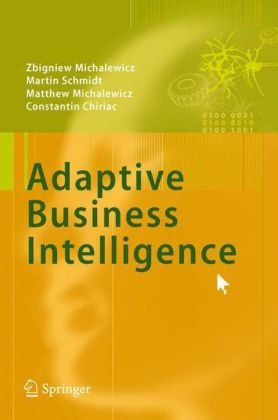 Zbigniew Michalewicz
Martin Schmidt
Matthew Michalewicz
Constantin Chiriac
0100 0001
0100 0010
0100 1001
Adaptive
Business
Intelligence
Springer